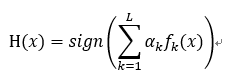 H(x) = sign(∑_{k=1}^{L} α_k f_k(x))